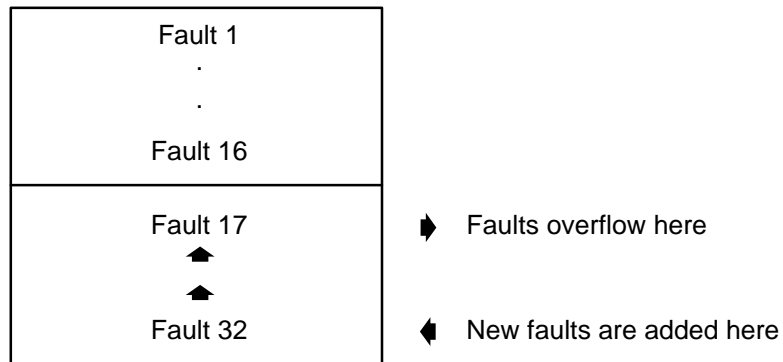 Fault 1
.
.
Fault 16
Fault 17
Faults overflow here
Fault 32
New faults are added here